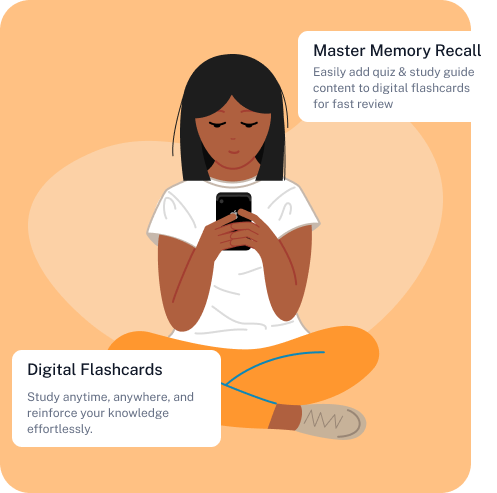 Master Memory Recall
Easily add quiz & study guide
content to digital flashcards
for fast review
Digital Flashcards
Study anytime, anywhere, and
reinforce your knowledge
effortlessly.